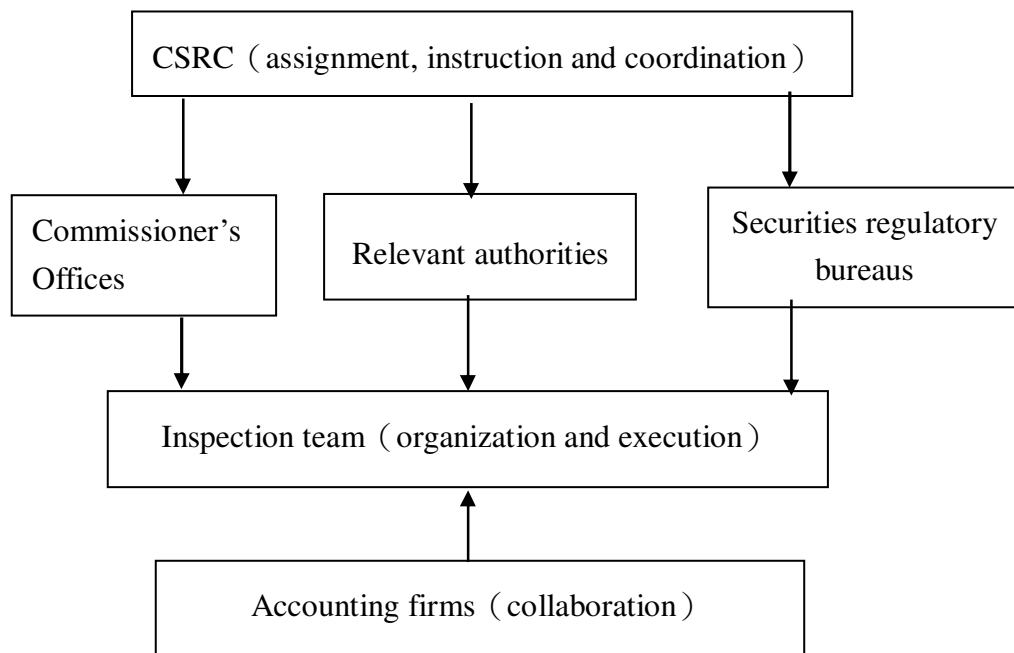 CSRC（assignment, instruction and coordination）
Commissioner’s
Offices
Relevant authorities
Securities regulatory
bureaus
Inspection team（organization and execution）
Accounting firms（collaboration）